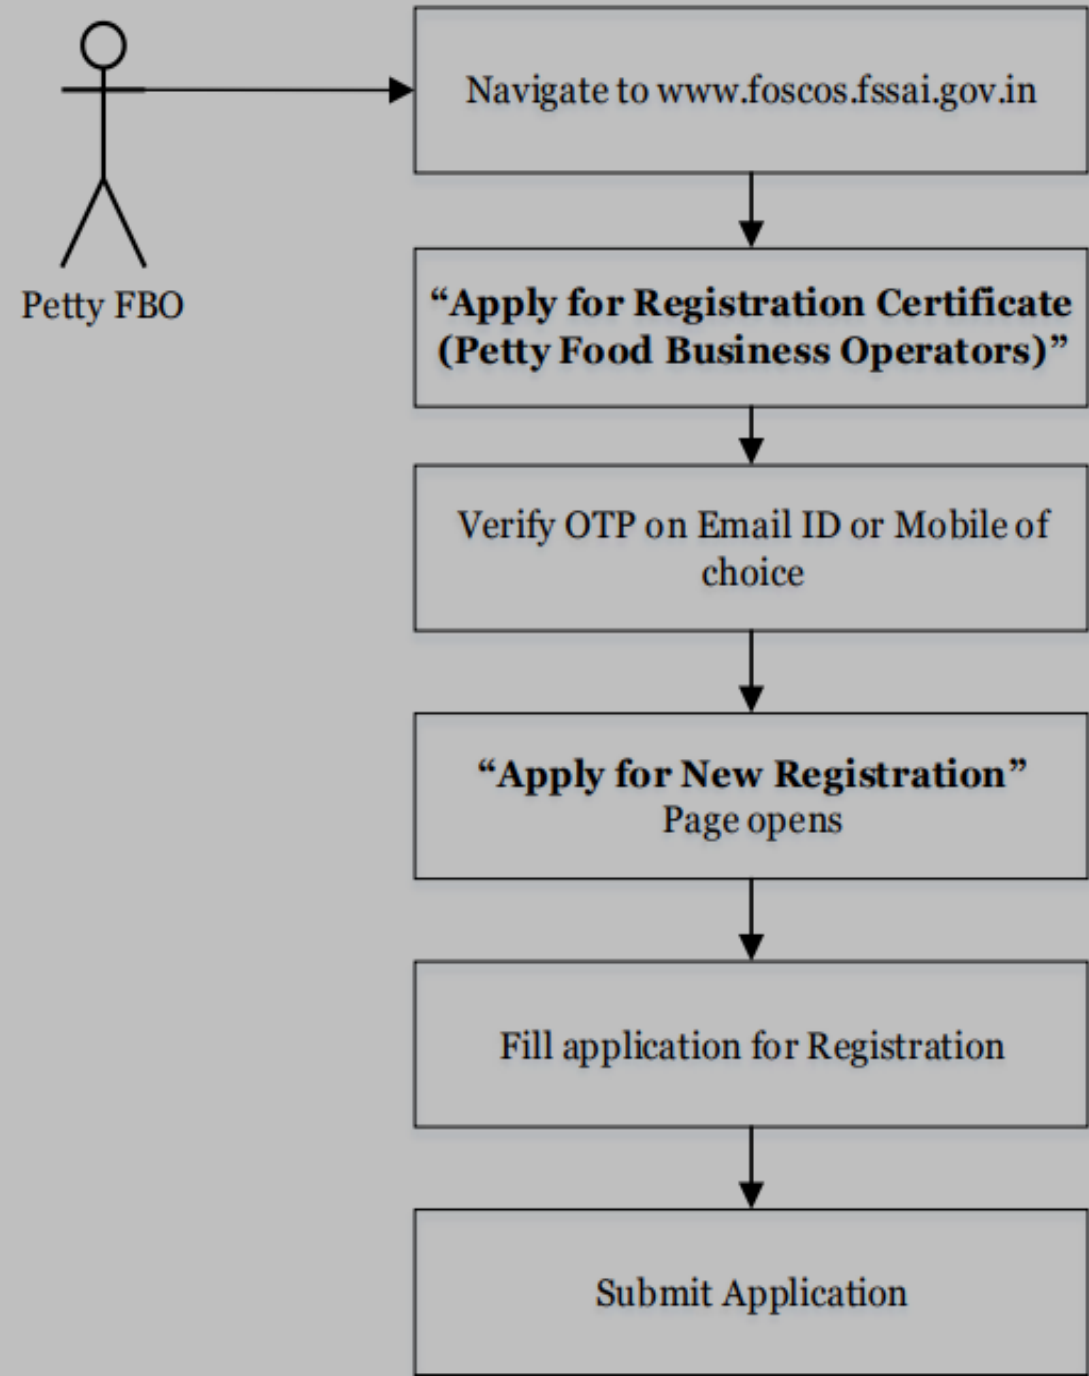 Navigate to www.foscos.fssai.gov.in
Petty FBO
“Apply for Registration Certificate
(Petty Food Business Operators)”
Verify OTP on Email ID or Mobile of
choice
“Apply for New Registration”
Page opens
Fill application for Registration
Submit Application